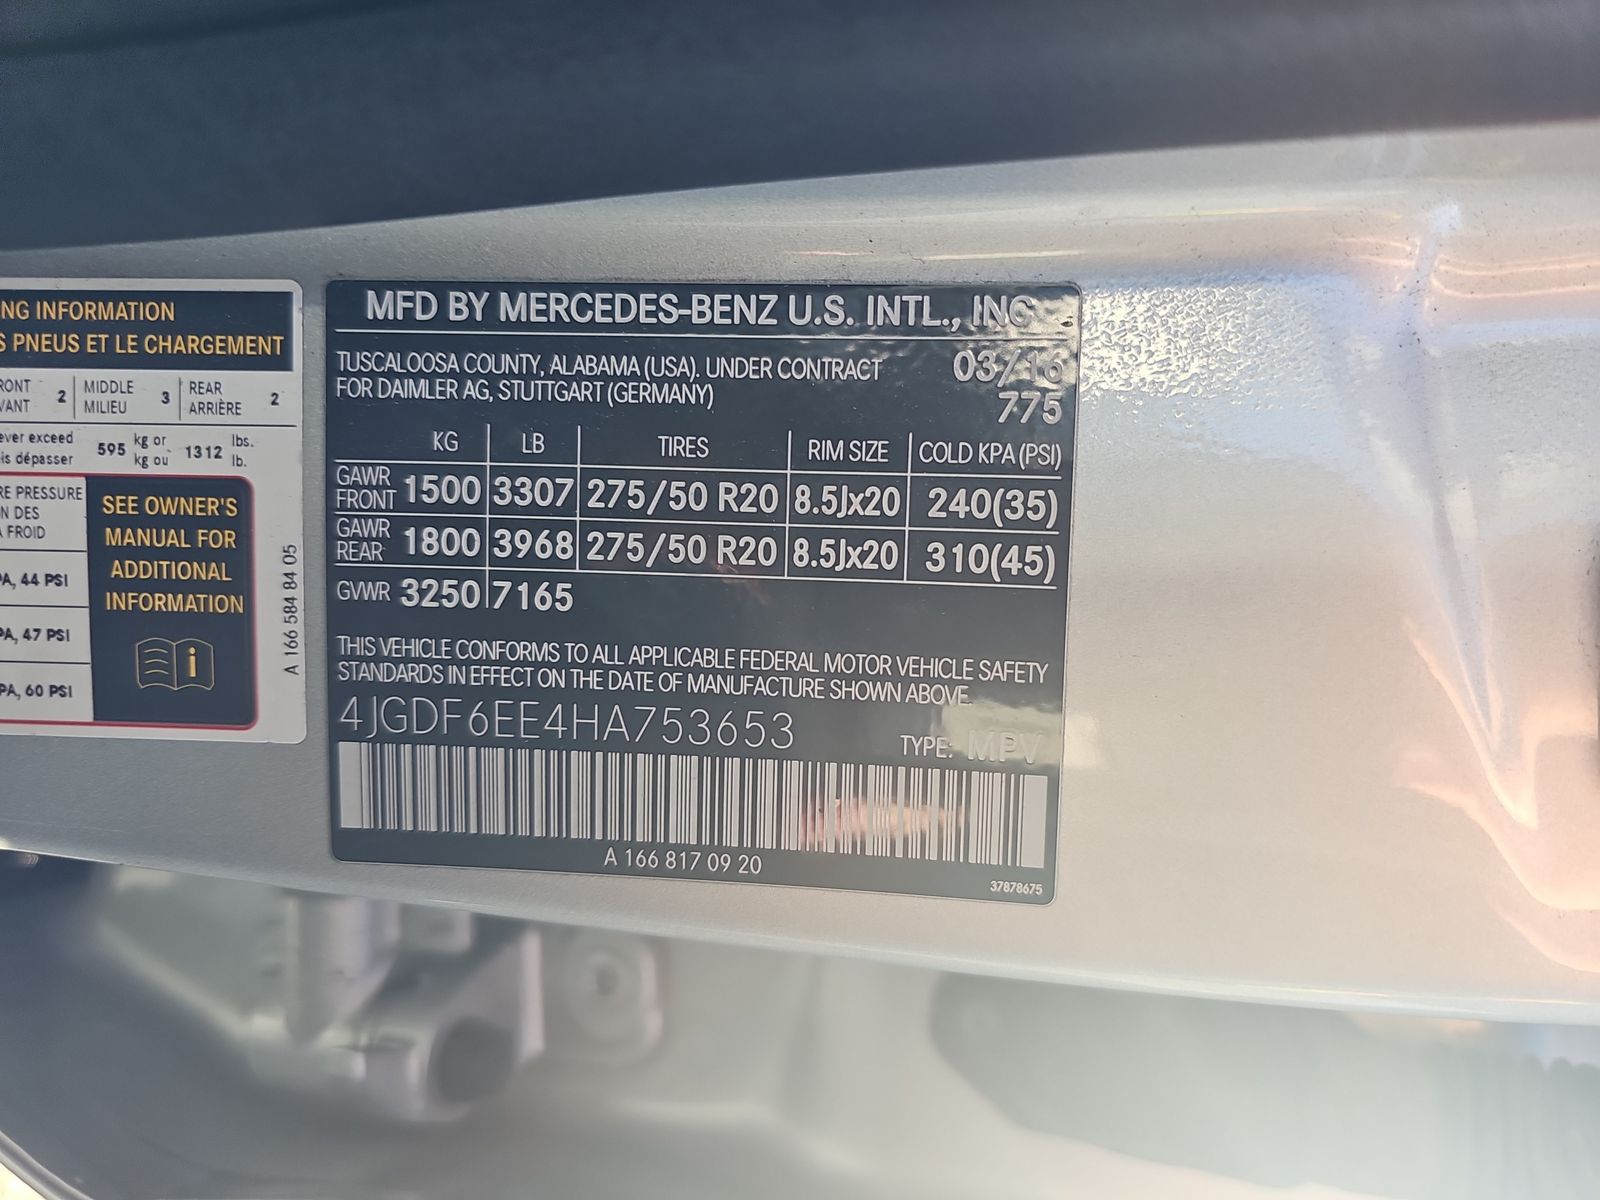 NG INFORMATION
S PNEUS ET LE CHARGEMENT
RONT 2 MIDDLE 3 REAR 2
VANT MILIEU ARRIÈRE
ever exceed 595 kg or 1312 lbs.
is dépasser kg ou lb.
RE PRESSURE
N DES
A FROID
PA, 44 PSI
PA, 47 PSI
PA, 60 PSI
SEE OWNER'S
MANUAL FOR
ADDITIONAL
INFORMATION
i
A 166 584 84 05
MFD BY MERCEDES-BENZ U.S. INTL., INC
TUSCALOOSA COUNTY, ALABAMA (USA). UNDER CONTRACT 03/16
FOR DAIMLER AG, STUTTGART (GERMANY) 775
KG LB TIRES RIM SIZE COLD KPA (PSI)
GAWR FRONT 1500 3307 275/50 R20 8.5Jx20 240(35)
GAWR REAR 1800 3968 275/50 R20 8.5Jx20 310(45)
GVWR 3250 7165
THIS VEHICLE CONFORMS TO ALL APPLICABLE FEDERAL MOTOR VEHICLE SAFETY
STANDARDS IN EFFECT ON THE DATE OF MANUFACTURE SHOWN ABOVE.
4JGDF6EE4HA753653
TYPE: MPV
A 166 817 09 20
37878675